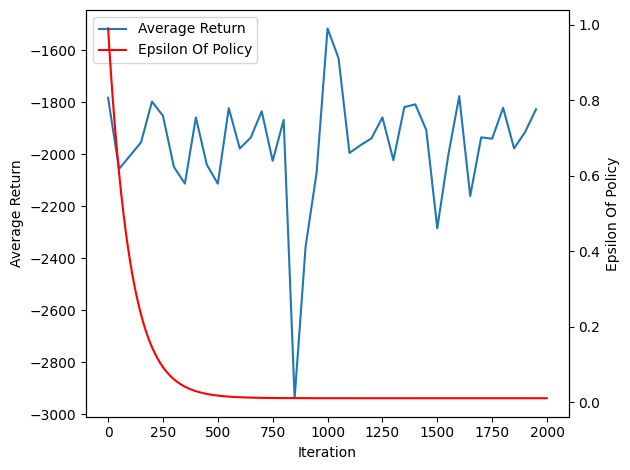 Average Return
Epsilon Of Policy
−1600
−1800
−2000
−2200
−2400
−2600
−2800
−3000
Average Return
1.0
0.8
0.6
0.4
0.2
0.0
Epsilon Of Policy
0 250 500 750 1000 1250 1500 1750 2000
Iteration